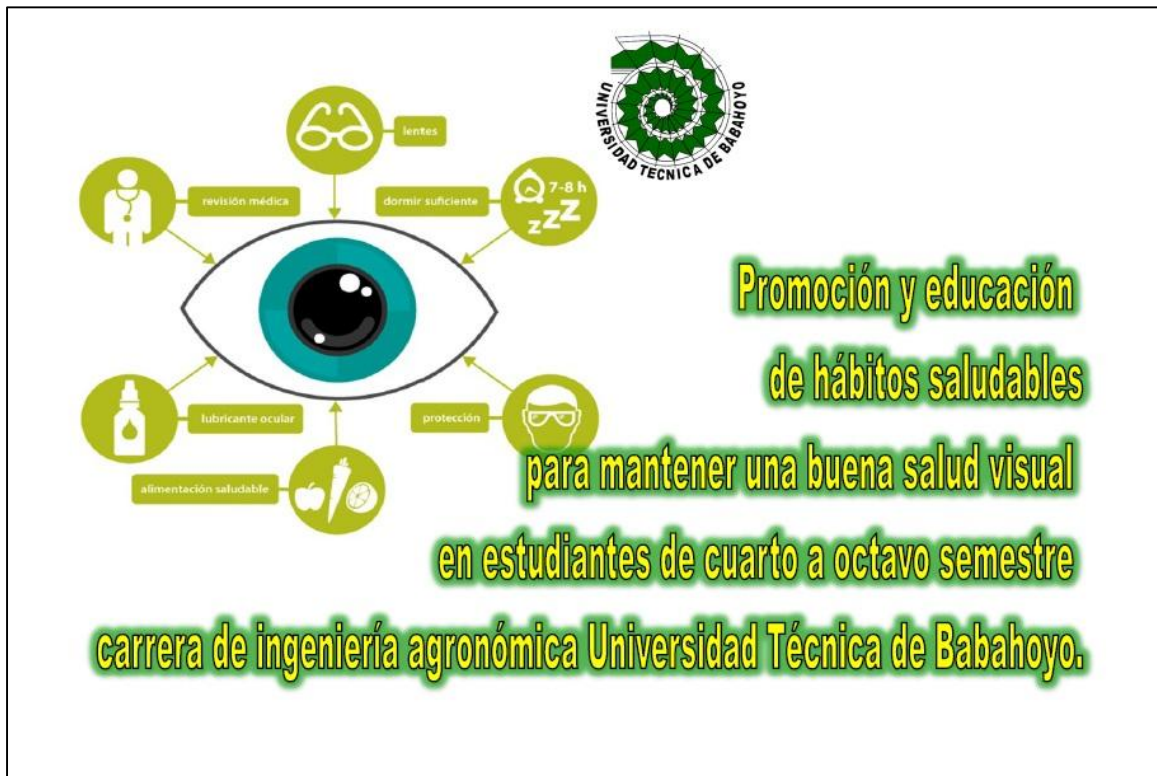 UNIVERSIDAD TECNICA DE BABAHOYO
lentes
revisión médica
dormir suficiente
7-8 h
zzZ
lubricante ocular
protección
alimentación saludable
Promoción y educación
de hábitos saludables
para mantener una buena salud visual
en estudiantes de cuarto a octavo semestre
carrera de ingeniería agronómica Universidad Técnica de Babahoyo.